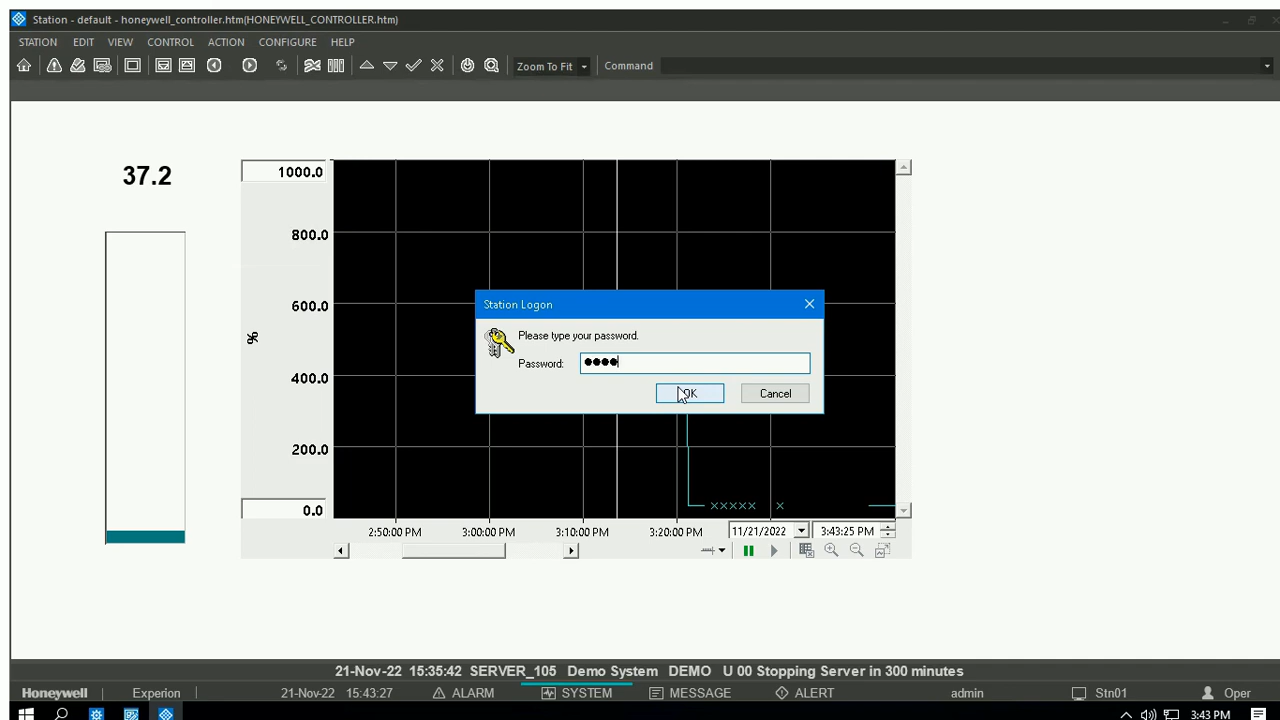 Station - default - honeywell_controller.htm(HONEYWELL_CONTROLLER.htm)
STATION EDIT VIEW CONTROL ACTION CONFIGURE HELP
Zoom To Fit Command
37.2
1000.0
800.0
600.0
%
400.0
200.0
0.0
Station Logon
Please type your password.
Password: ●●●●
OK Cancel
2:50:00 PM 3:00:00 PM 3:10:00 PM 3:20:00 PM 11/21/2022 3:43:25 PM
21-Nov-22 15:35:42 SERVER_105 Demo System DEMO U 00 Stopping Server in 300 minutes
Honeywell Experion 21-Nov-22 15:43:27 ALARM SYSTEM MESSAGE ALERT admin Stn01 Oper
3:43 PM